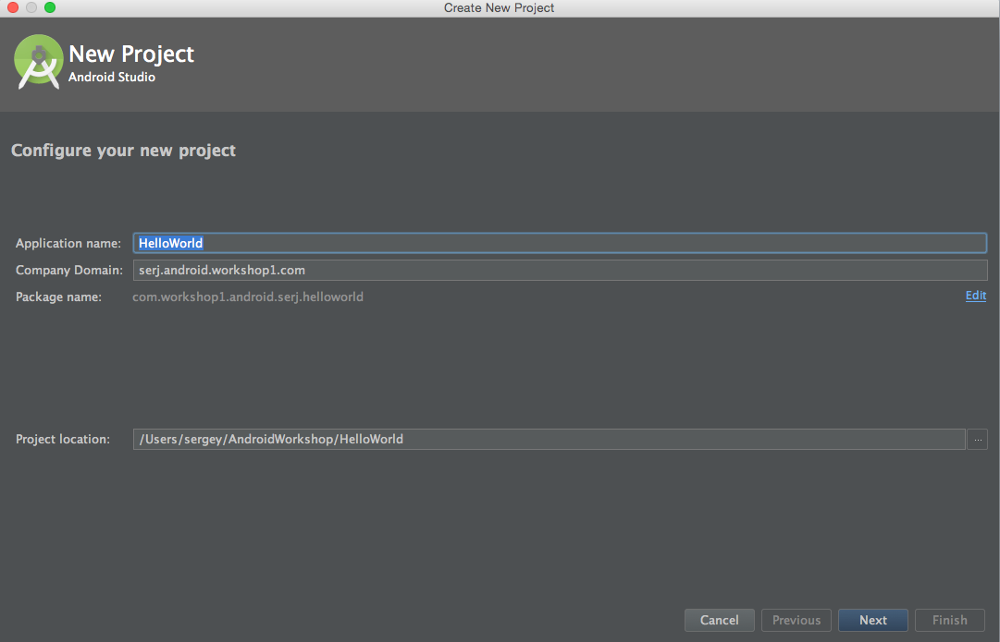 Create New Project
New Project
Android Studio
Configure your new project
Application name: HelloWorld
Company Domain: serj.android.workshop1.com
Package name: com.workshop1.android.serj.helloworld Edit
Project location: /Users/sergey/AndroidWorkshop/HelloWorld ...
Cancel Previous Next Finish